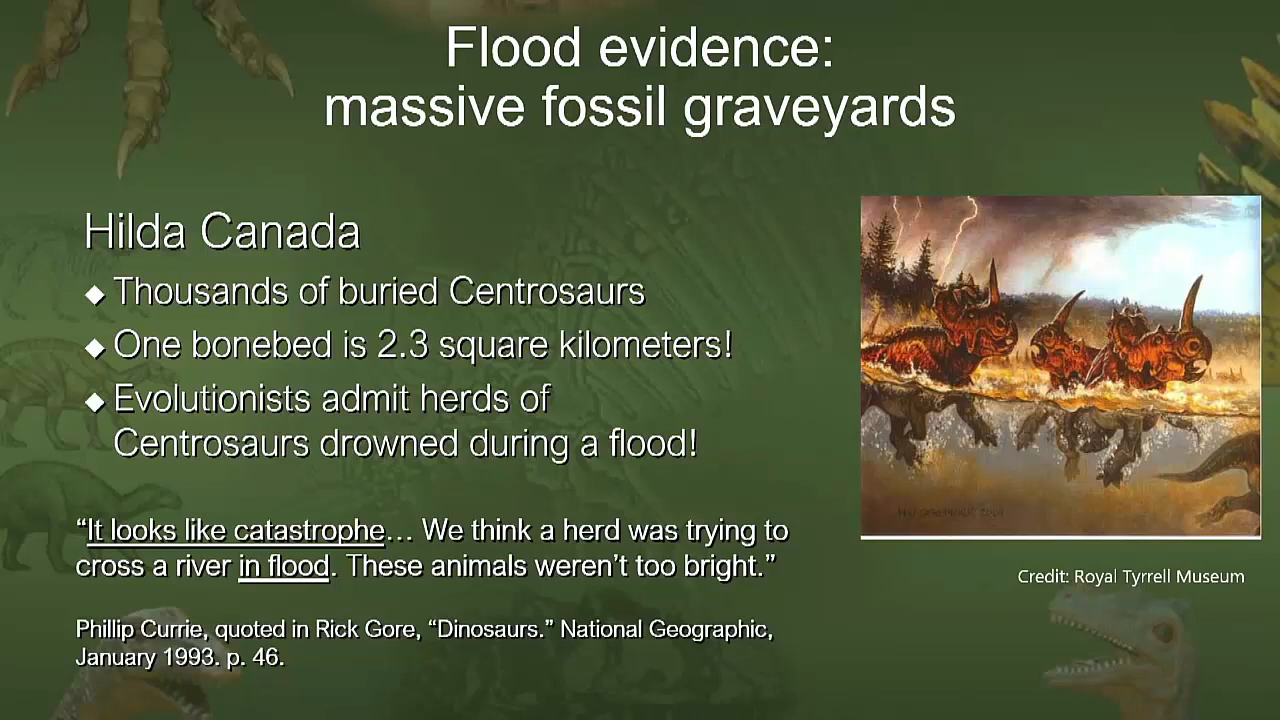 Flood evidence:
massive fossil graveyards
Hilda Canada
◆ Thousands of buried Centrosaurs
◆ One bonebed is 2.3 square kilometers!
◆ Evolutionists admit herds of
Centrosaurs drowned during a flood!
“It looks like catastrophe… We think a herd was trying to
cross a river in flood. These animals weren’t too bright.”
Credit: Royal Tyrrell Museum
Phillip Currie, quoted in Rick Gore, “Dinosaurs.” National Geographic,
January 1993. p. 46.